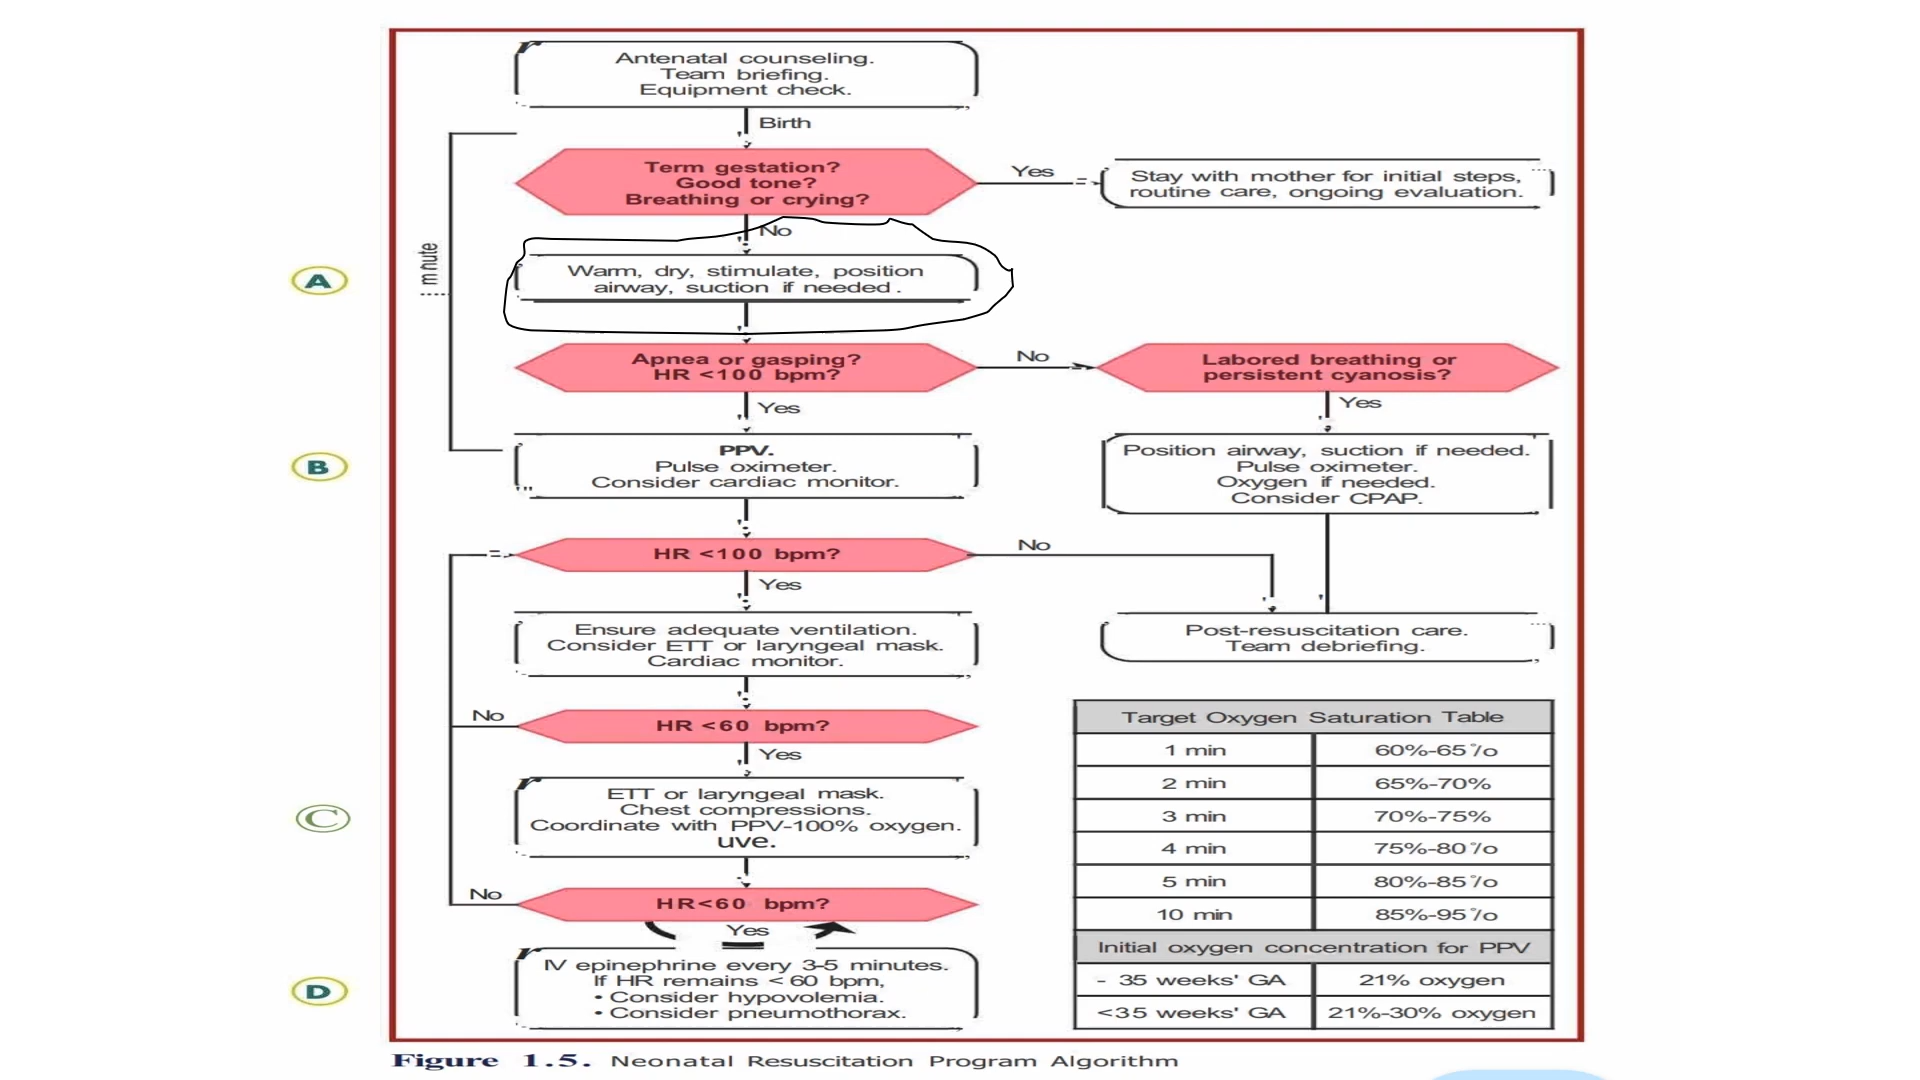 Antenatal counseling.
Team briefing.
Equipment check.
Birth
Term gestation?
Good tone?
Breathing or crying?
Yes
Stay with mother for initial steps,
routine care, ongoing evaluation.
No
A
Warm, dry, stimulate, position
airway, suction if needed.
Apnea or gasping?
HR <100 bpm?
No
Labored breathing or
persistent cyanosis?
Yes
Yes
B
PPV.
Pulse oximeter.
Consider cardiac monitor.
Position airway, suction if needed.
Pulse oximeter.
Oxygen if needed.
Consider CPAP.
HR <100 bpm?
No
Yes
Ensure adequate ventilation.
Consider ETT or laryngeal mask.
Cardiac monitor.
Post-resuscitation care.
Team debriefing.
No
HR <60 bpm?
Yes
C
ETT or laryngeal mask.
Chest compressions.
Coordinate with PPV-100% oxygen.
uve.
No
HR<60 bpm?
Yes
D
IV epinephrine every 3-5 minutes.
If HR remains < 60 bpm,
• Consider hypovolemia.
• Consider pneumothorax.
Target Oxygen Saturation Table
1 min 60%-65°/o
2 min 65%-70%
3 min 70%-75%
4 min 75%-80°/o
5 min 80%-85°/o
10 min 85%-95°/o
Initial oxygen concentration for PPV
- 35 weeks' GA 21% oxygen
<35 weeks' GA 21%-30% oxygen
Figure 1.5. Neonatal Resuscitation Program Algorithm